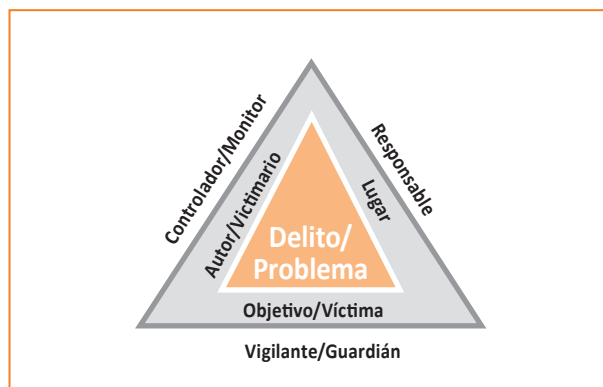 Controlador/Monitor
Responsable
Autor/Victimario
Lugar
Delito/
Problema
Objetivo/Víctima
Vigilante/Guardián